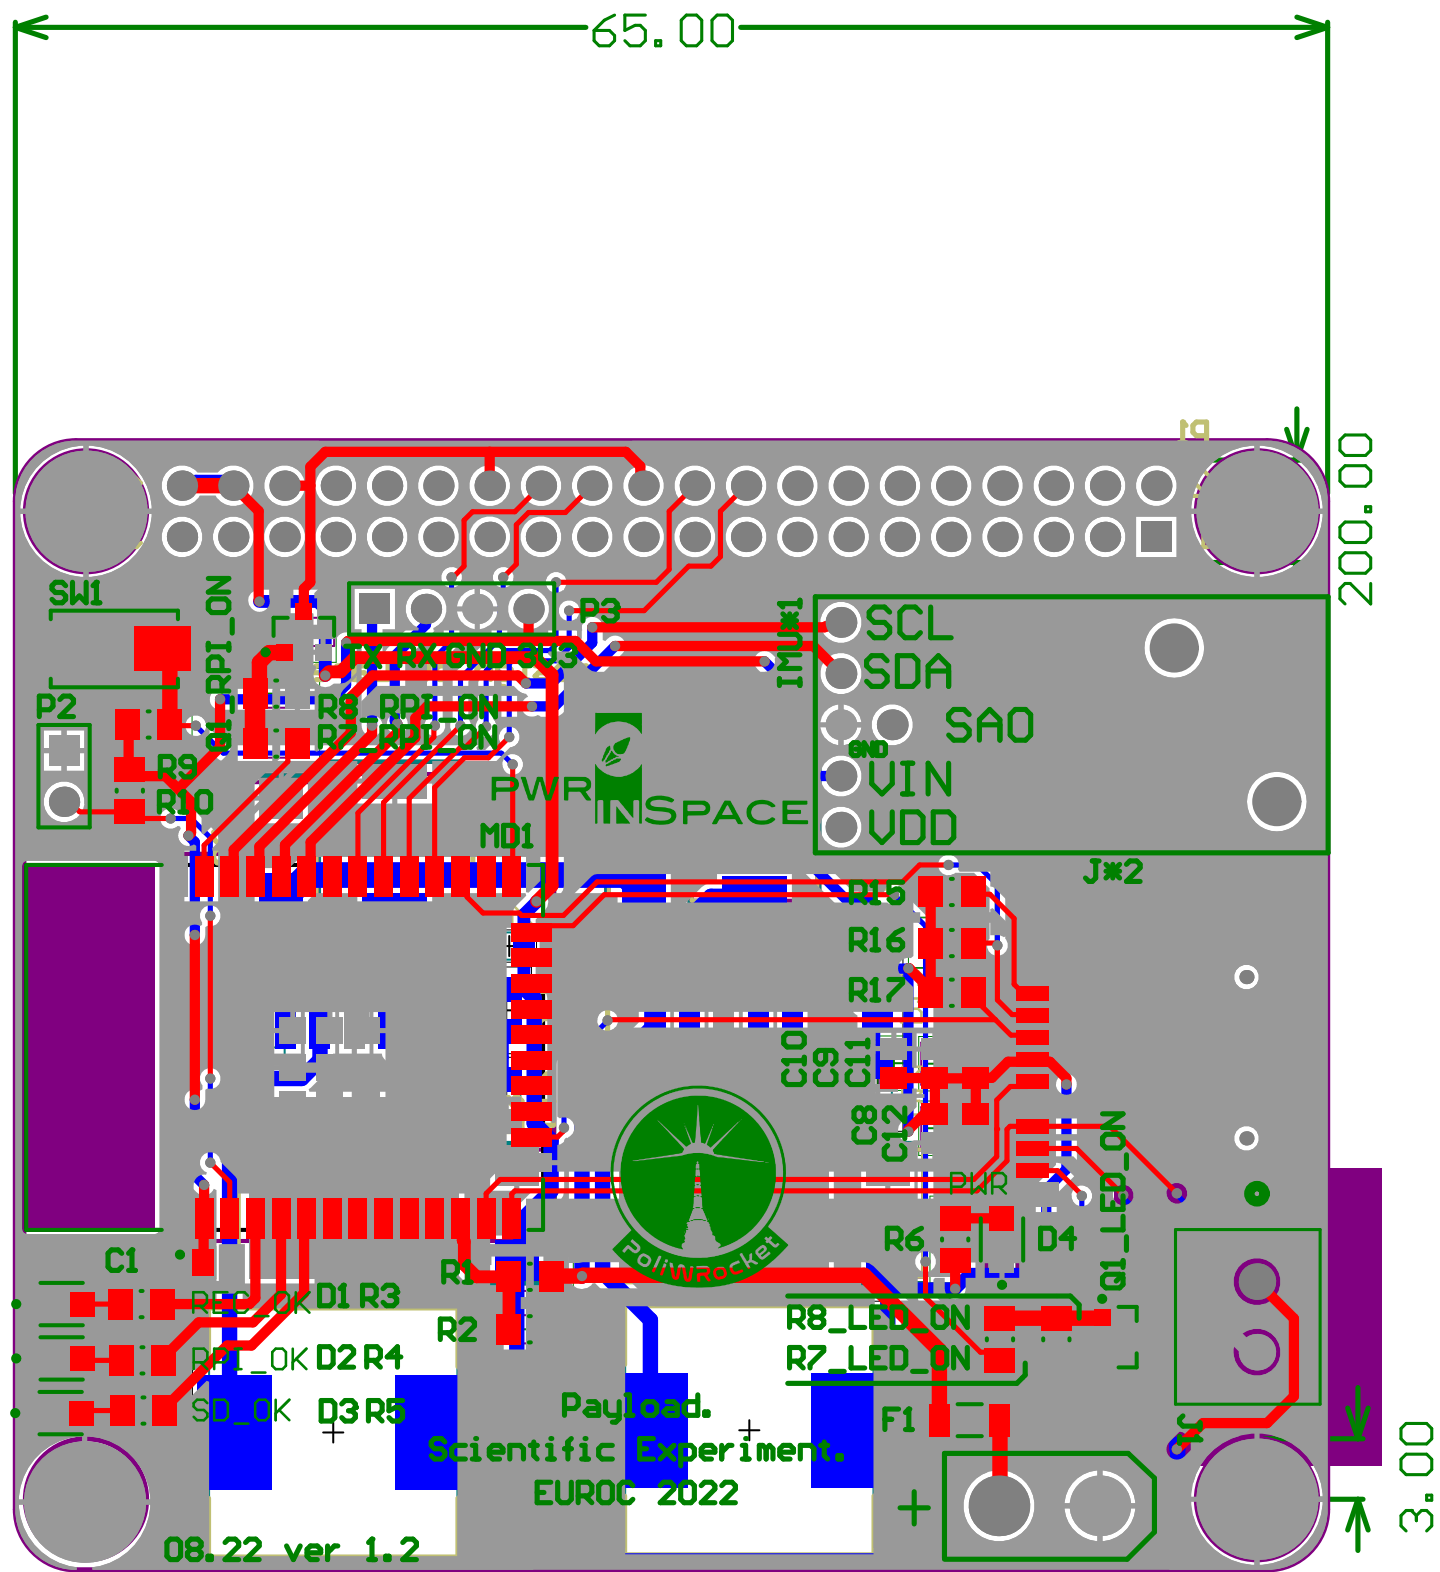 65.00
P1
200.00
SW1
Q1_RPI_ON
P3
IMU*1
SCL
TX RX GND 3V3
SDA
P2
R8_RPI_ON
R7_RPI_ON
SAO
GND
R9
VIN
PWR
INSPACE
R10
VDD
MD1
J*2
R15
R16
R17
C10
C9
C11
C8
C12
PWR
Q1_LED_ON
R6
D4
PoliWRocket
C1
R1
REC_OK
D1
R3
R8_LED_ON
R2
RPI_OK
D2
R4
R7_LED_ON
SD_OK
D3
R5
Payload.
F1
Scientific Experiment.
EUROC 2022
+
3.00
08.22 ver 1.2